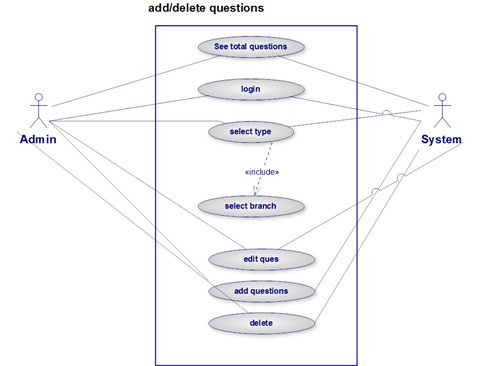 add/delete questions
See total questions
login
Admin
System
select type
«include»
select branch
edit ques
add questions
delete